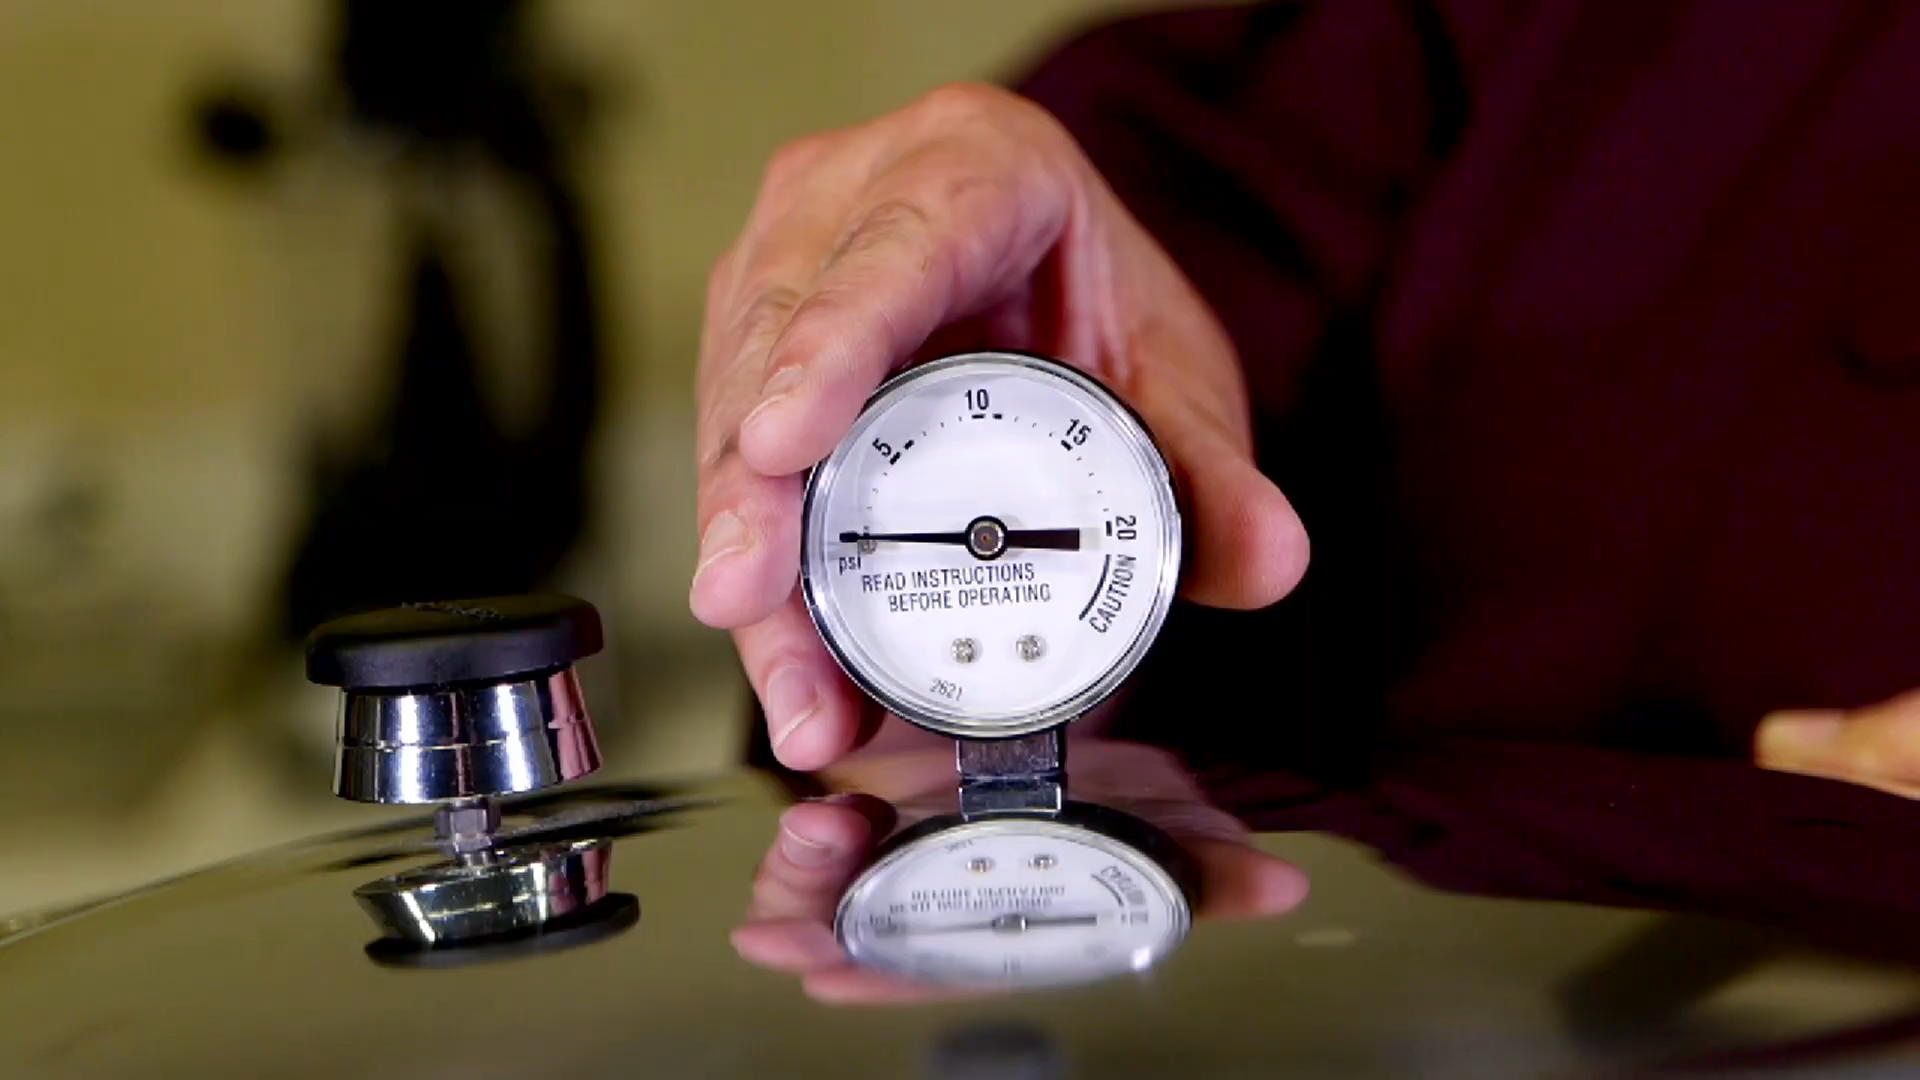 10
5
15
20
psi
CAUTION
READ INSTRUCTIONS
BEFORE OPERATING
2621